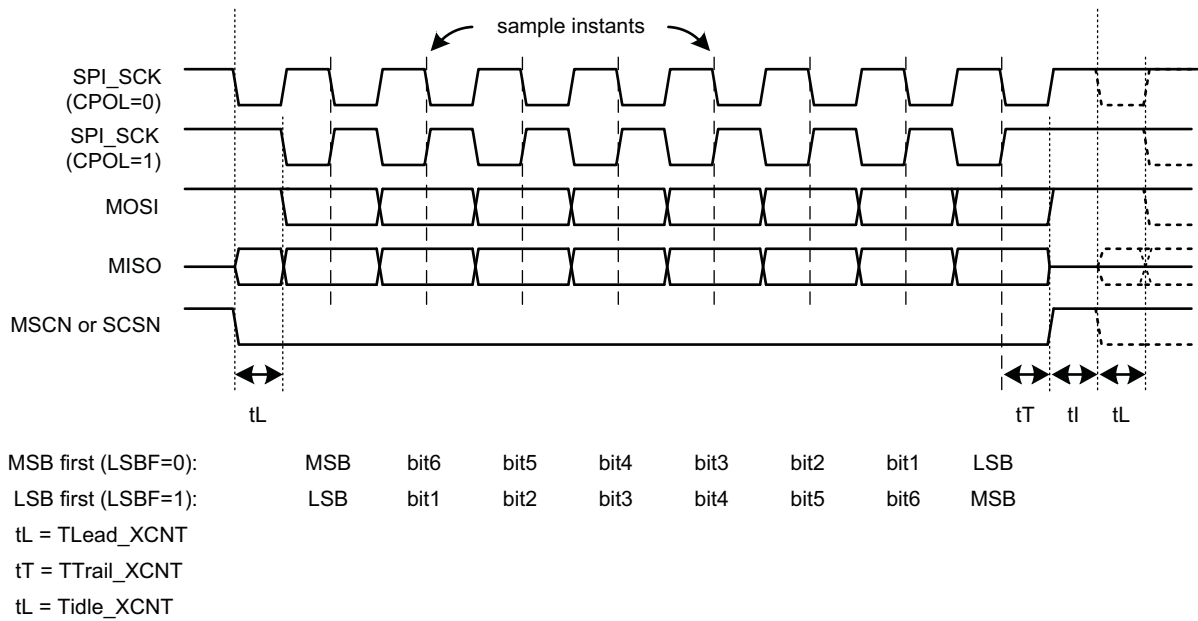 sample instants
SPI_SCK
(CPOL=0)
SPI_SCK
(CPOL=1)
MOSI
MISO
MSCN or SCSN
tL tT tI tL
MSB first (LSBF=0): MSB bit6 bit5 bit4 bit3 bit2 bit1 LSB
LSB first (LSBF=1): LSB bit1 bit2 bit3 bit4 bit5 bit6 MSB
tL = TLead_XCNT
tT = TTrail_XCNT
tL = Tidle_XCNT